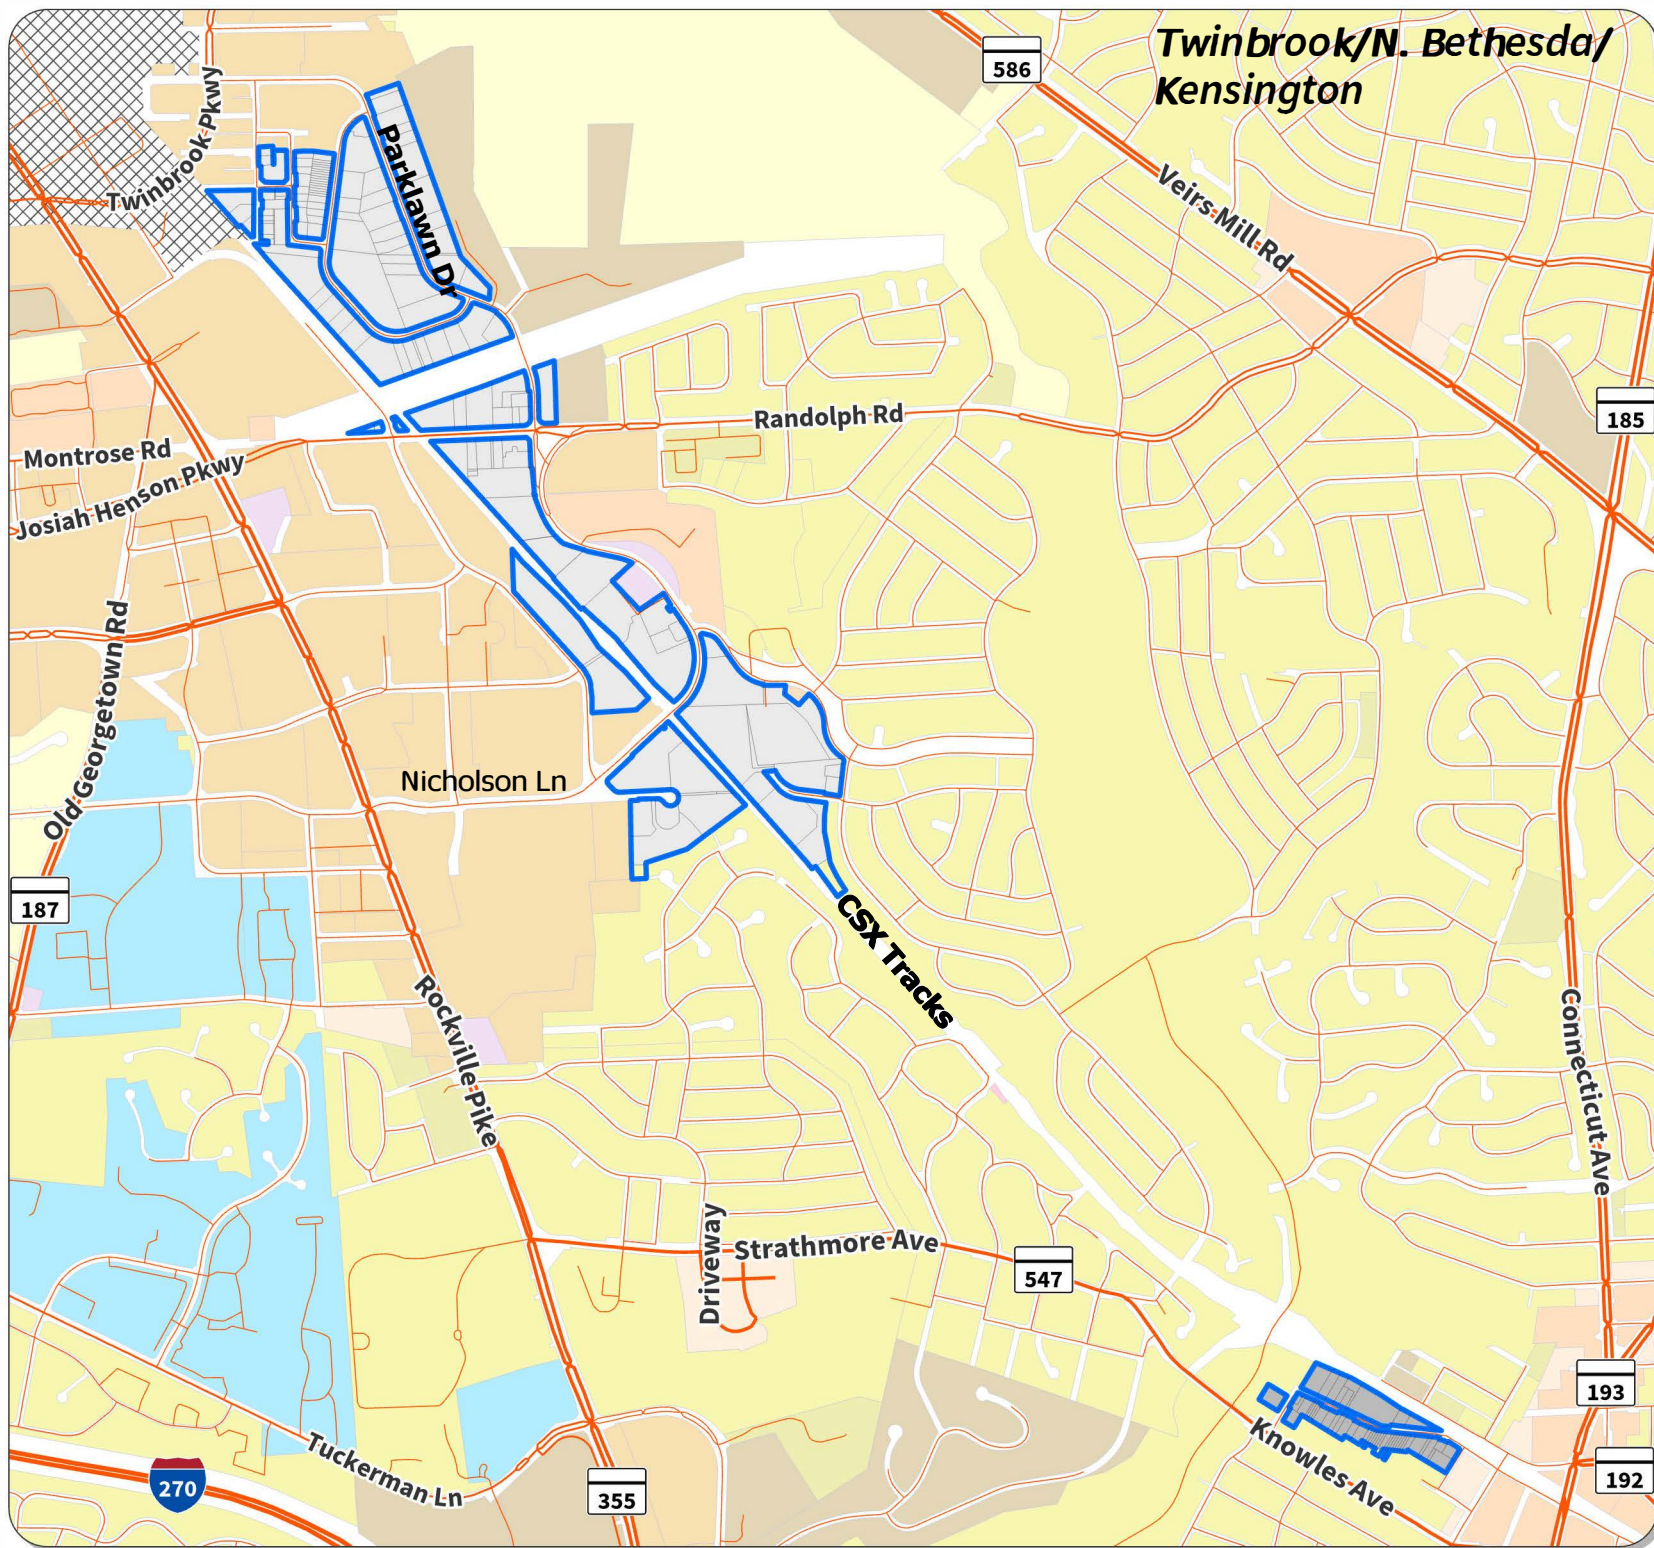 Twinbrook/N. Bethesda/
Kensington
586
Twinbrook Pkwy
Parklawn Dr
Veirs Mill Rd
185
Randolph Rd
Montrose Rd
Josiah Henson Pkwy
Old Georgetown Rd
Nicholson Ln
187
CSX Tracks
Rockville Pike
Connecticut Ave
Driveway
Strathmore Ave
547
193
Knowles Ave
192
Tuckerman Ln
270
355